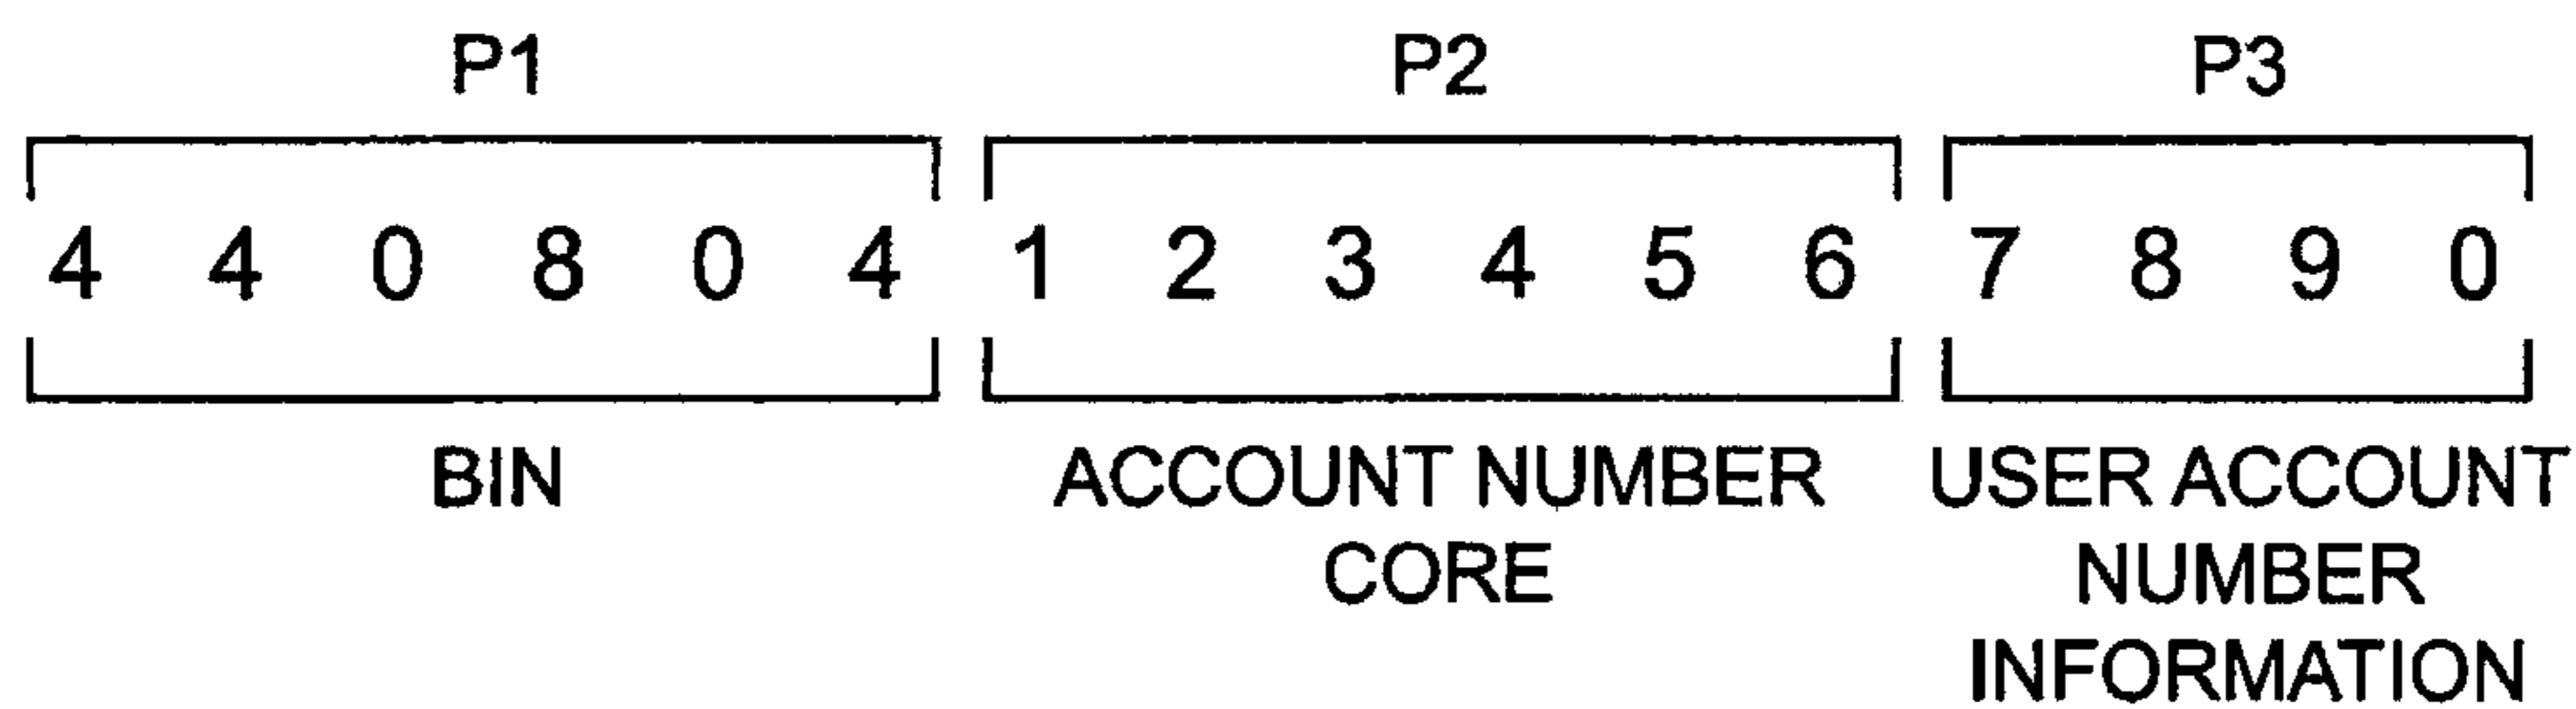 P1 P2 P3
4 4 0 8 0 4 1 2 3 4 5 6 7 8 9 0
BIN ACCOUNT NUMBER USER ACCOUNT
CORE NUMBER
INFORMATION